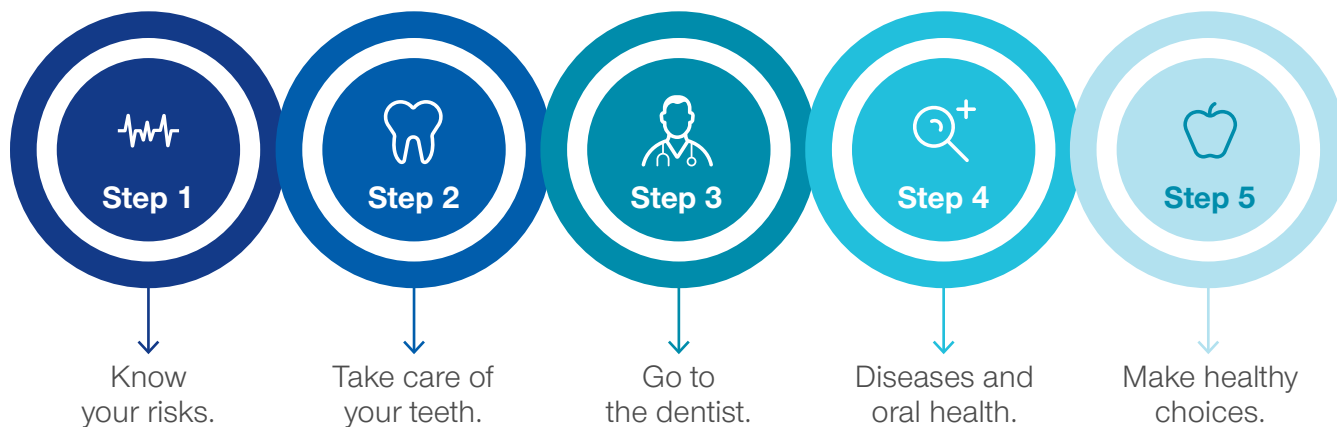 Step 1
Step 2
Step 3
Step 4
Step 5
Know
your risks.
Take care of
your teeth.
Go to
the dentist.
Diseases and
oral health.
Make healthy
choices.